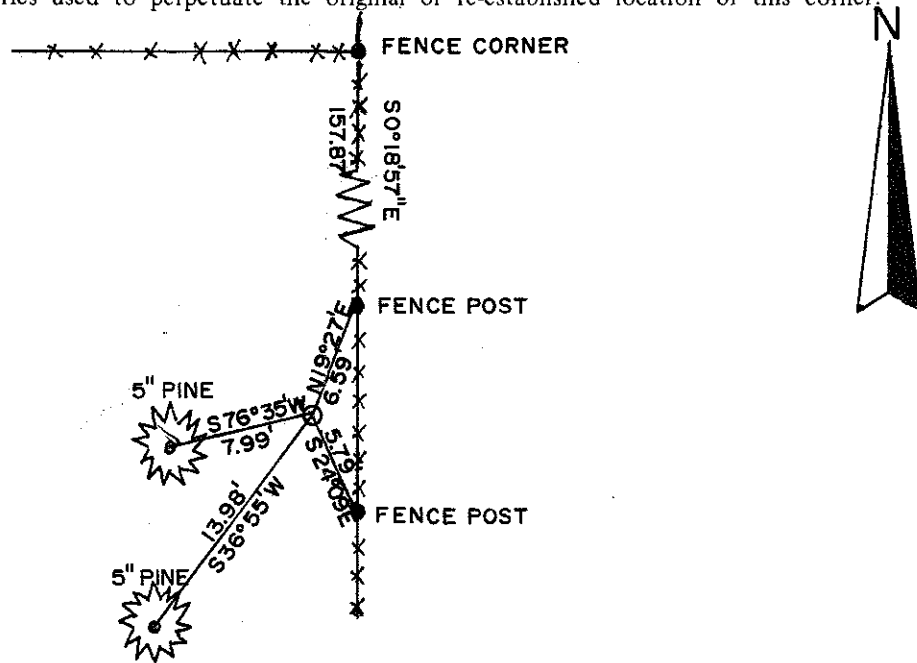 used to perpetuate the original or re-established location of this corner.
N
FENCE CORNER
S0°18'57"E
157.87'
FENCE POST
N19°27'E
6.59'
5" PINE
S76°35'W
7.99'
5.79
S24°09E
FENCE POST
13.98'
S36°55'W
5" PINE